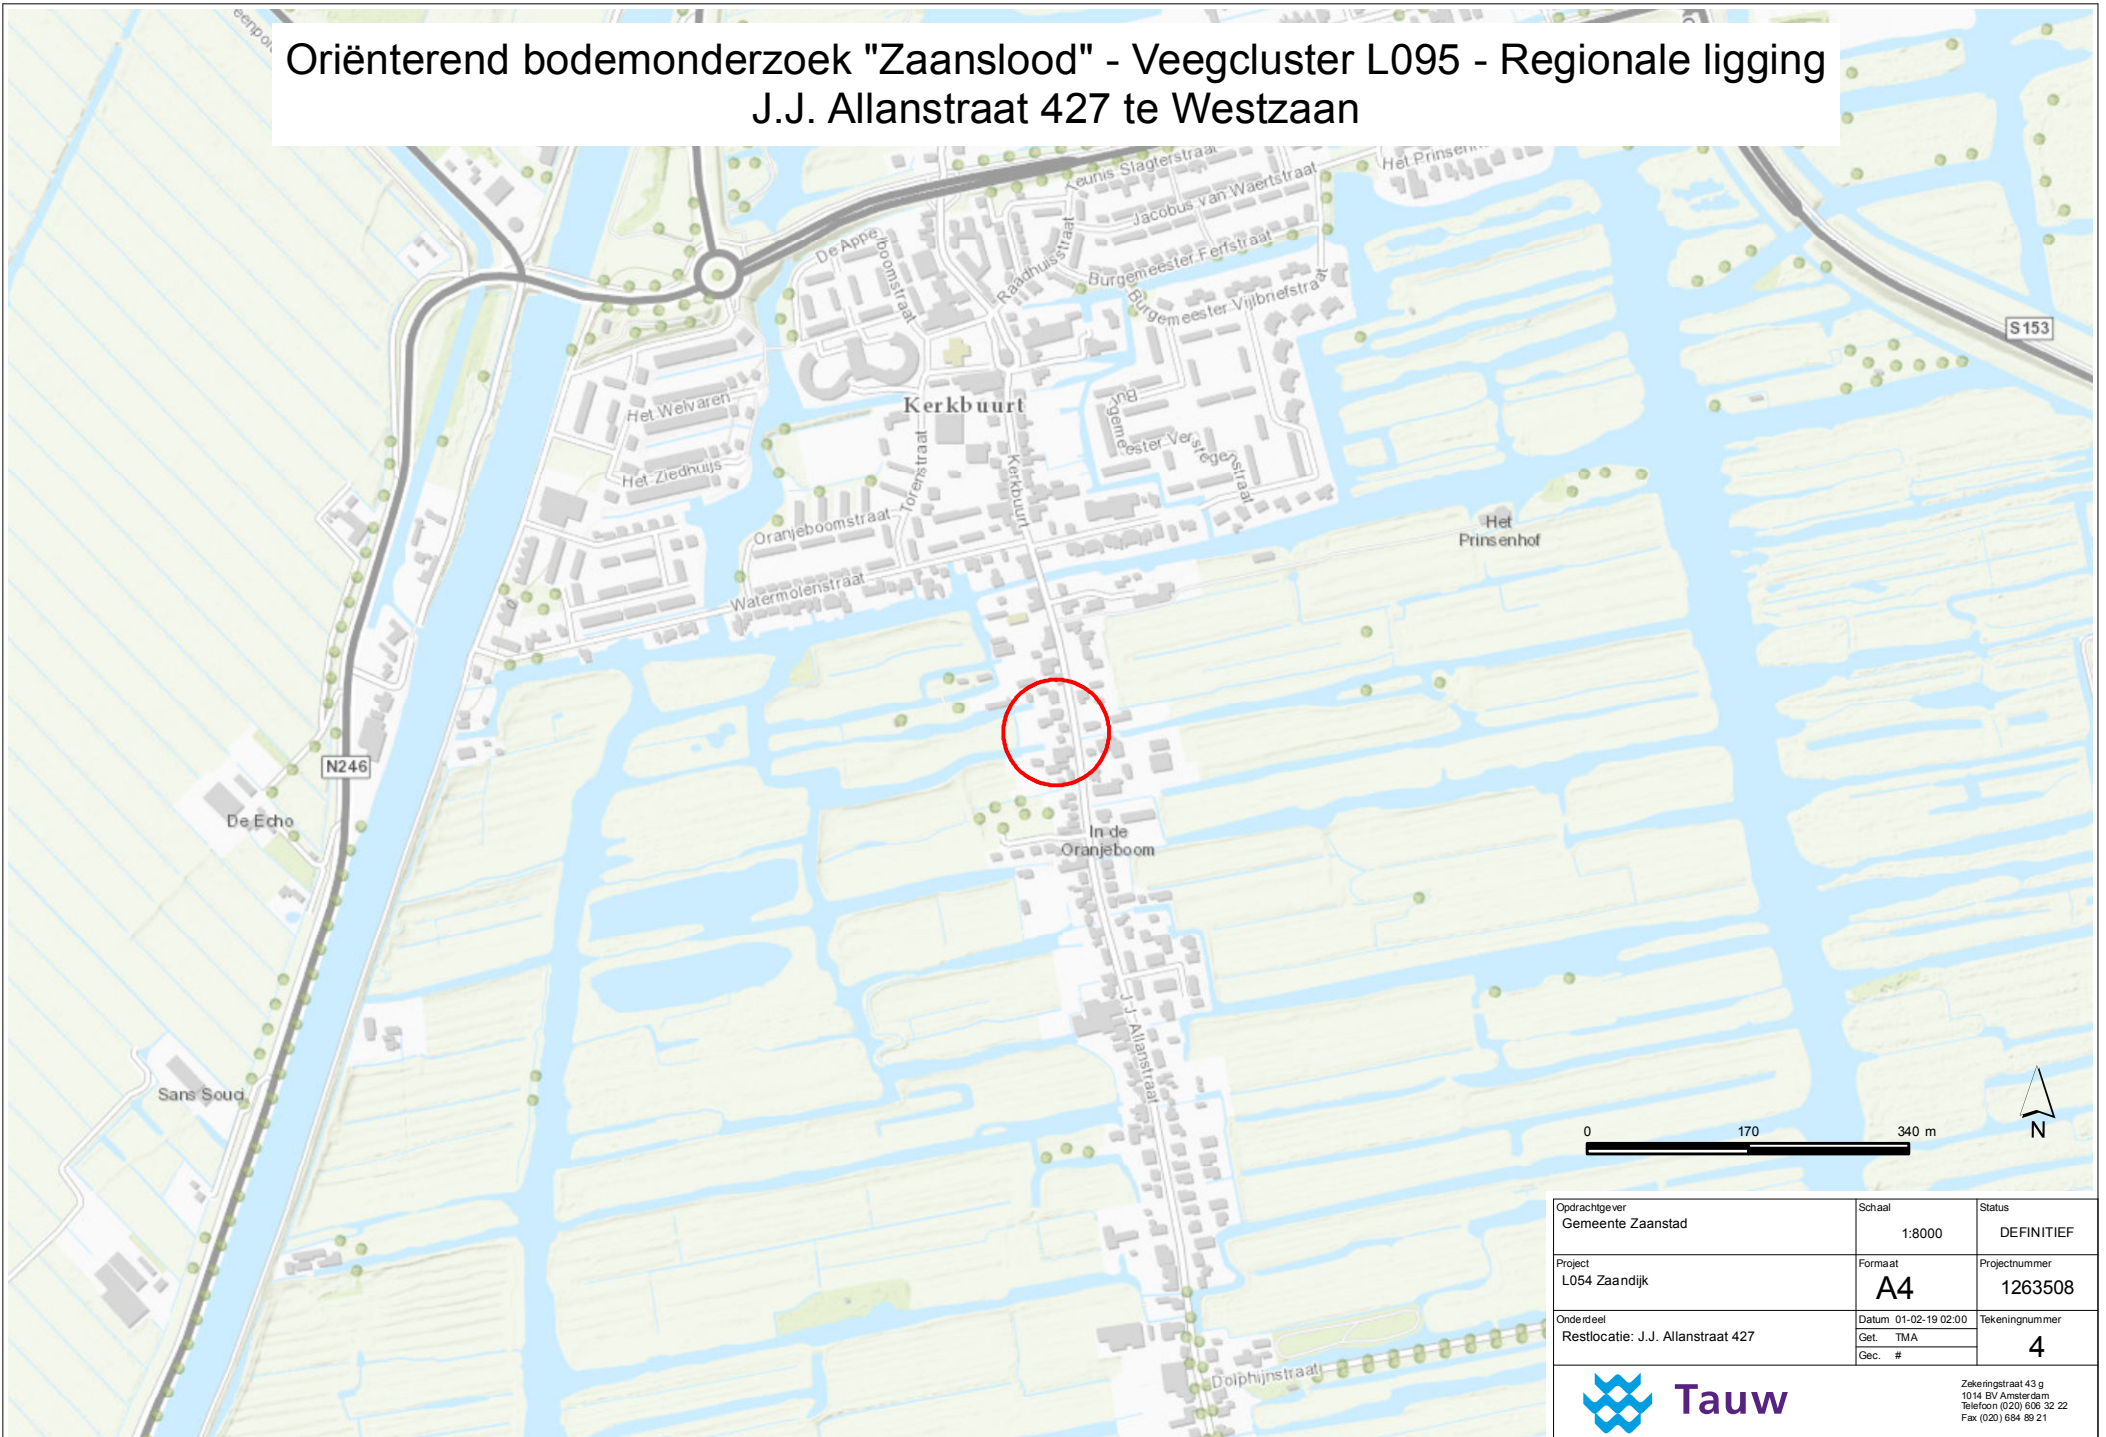 Oriënterend bodemonderzoek "Zaanslood" - Veegcluster L095 - Regionale ligging
J.J. Allanstraat 427 te Westzaan
Teunis Slagterstraat
Het Prinsenh
Jacobus van Waertstraat
De Appelboomstraat
Raadhuisstraat
Burgemeester Ferfstraat
Burgemeester Vijlbriefstraat
S153
Kerkbuurt
Het Welvaren
Burgemeester Verstegenstraat
Torenstraat
Kerkbuurt
Het Ziedhuijs
Oranjeboomstraat
Het
Prinsenhof
Watermolenstraat
N246
De Echo
In de
Oranjeboom
J.J. Allanstraat
Sans Souci
0 170 340 m
N
Dolphijnstraat
Opdrachtgever
Gemeente Zaanstad
Schaal
1:8000
Status
DEFINITIEF
Project
L054 Zaandijk
Formaat
A4
Projectnummer
1263508
Onderdeel
Restlocatie: J.J. Allanstraat 427
Datum 01-02-19 02:00
Get. TMA
Gec. #
Tekeningnummer
4
Tauw
Zekeringstraat 43 g
1014 BV Amsterdam
Telefoon (020) 606 32 22
Fax (020) 684 89 21